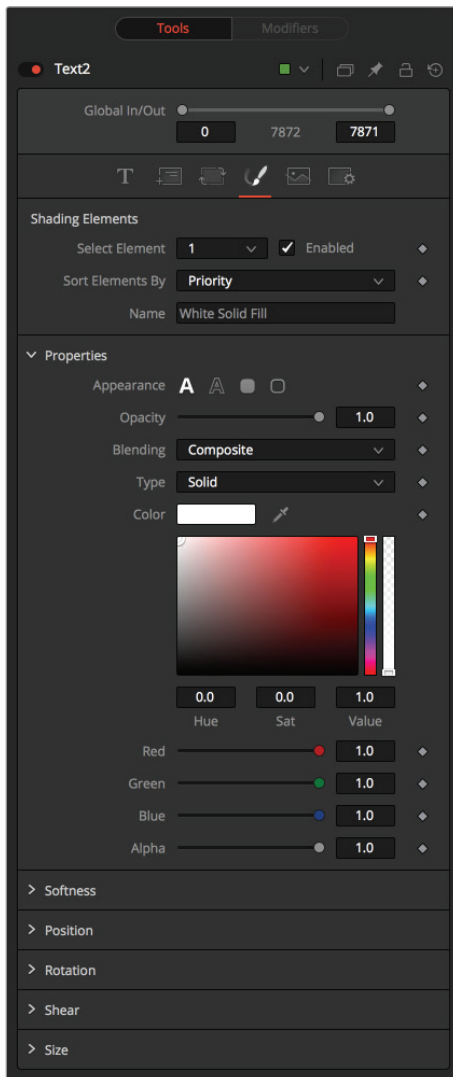 Tools Modifiers
Text2
Global In/Out
0 7872 7871
T
Shading Elements
Select Element 1 Enabled
Sort Elements By Priority
Name White Solid Fill
Properties
Appearance A A
Opacity 1.0
Blending Composite
Type Solid
Color
0.0 0.0 1.0
Hue Sat Value
Red 1.0
Green 1.0
Blue 1.0
Alpha 1.0
Softness
Position
Rotation
Shear
Size